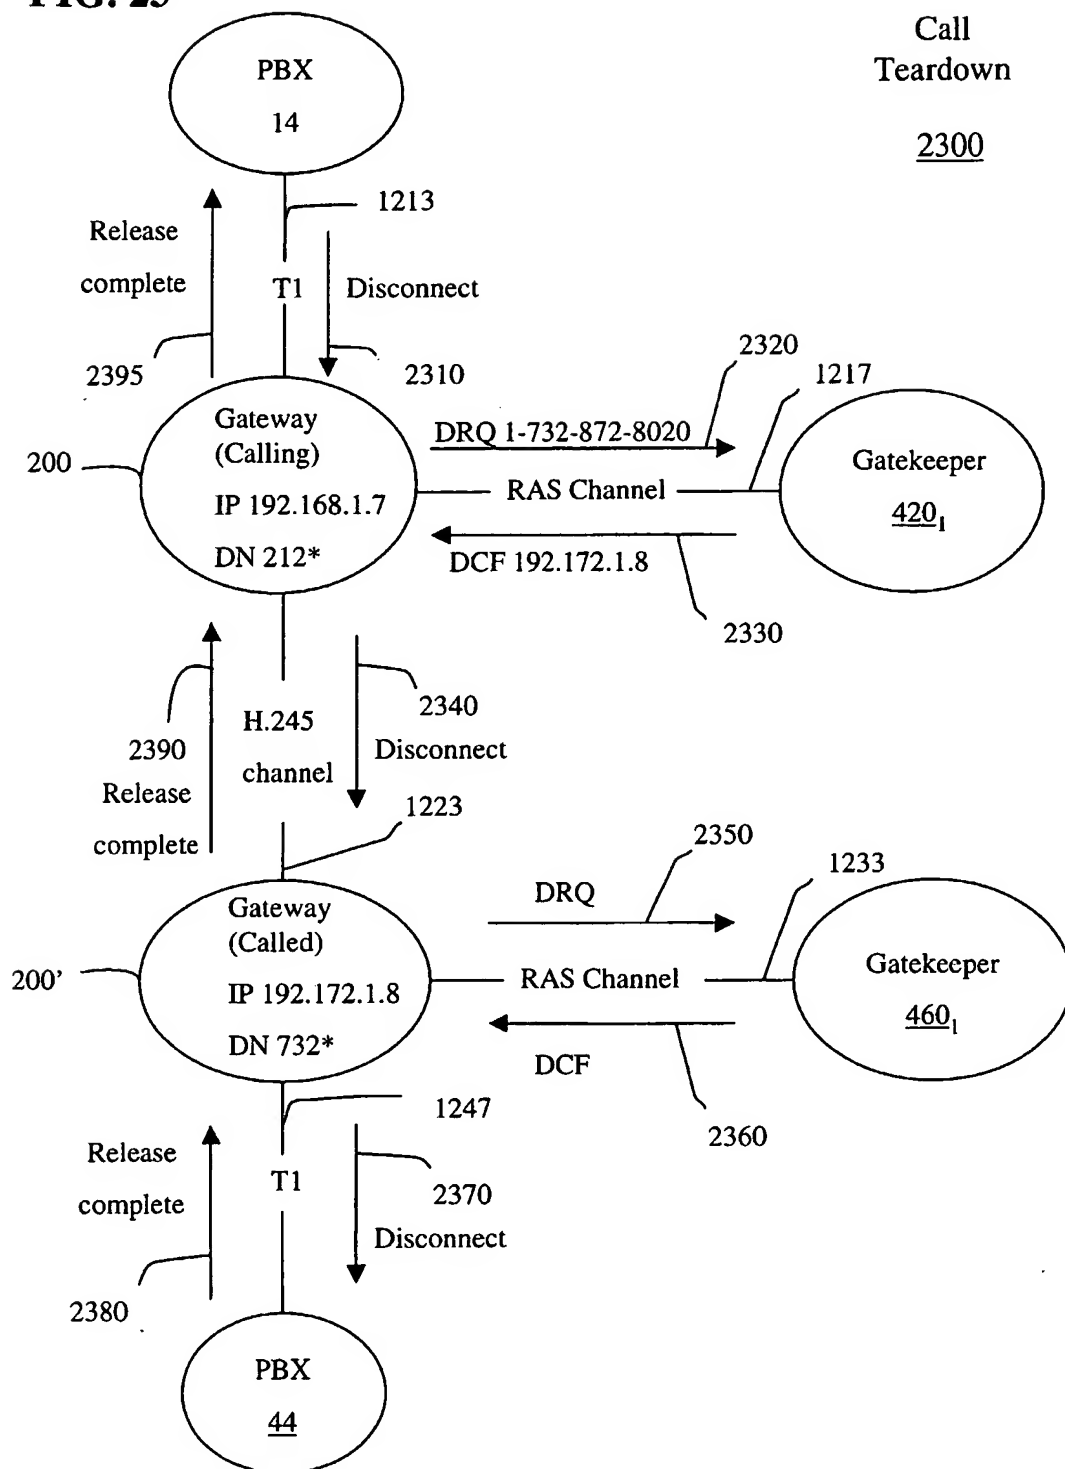 FIG. 23
Call
Teardown
2300
PBX
14
1213
Release
complete
T1
Disconnect
2395
2310
2320
1217
Gateway
(Calling)
IP 192.168.1.7
DN 212*
200
DRQ 1-732-872-8020
RAS Channel
DCF 192.172.1.8
Gatekeeper
420₁
2330
2390
H.245
channel
2340
Disconnect
Release
complete
1223
2350
1233
Gateway
(Called)
IP 192.172.1.8
DN 732*
200’
DRQ
RAS Channel
DCF
Gatekeeper
460₁
2360
1247
Release
complete
T1
2370
Disconnect
2380
PBX
44